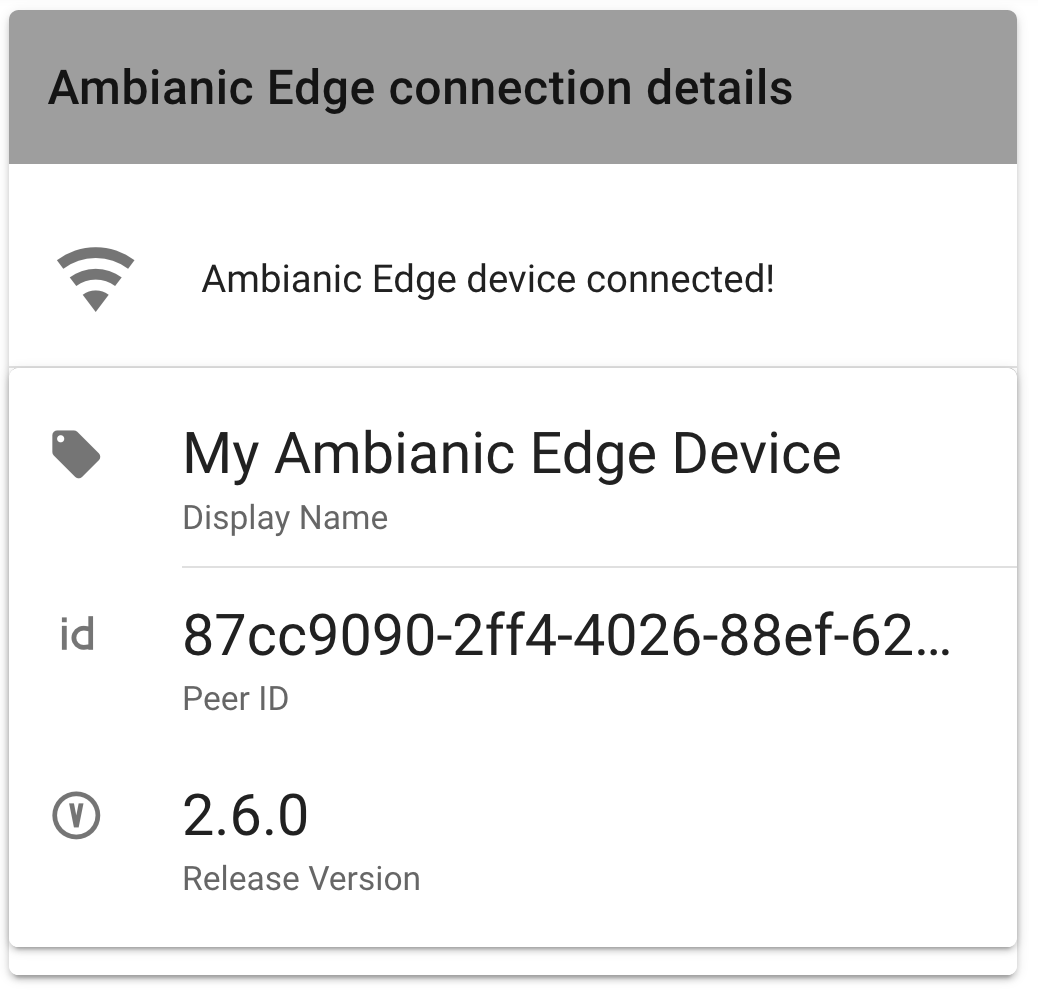 Ambianic Edge connection details
Ambianic Edge device connected!
My Ambianic Edge Device
Display Name
id
87cc9090-2ff4-4026-88ef-62...
Peer ID
V
2.6.0
Release Version